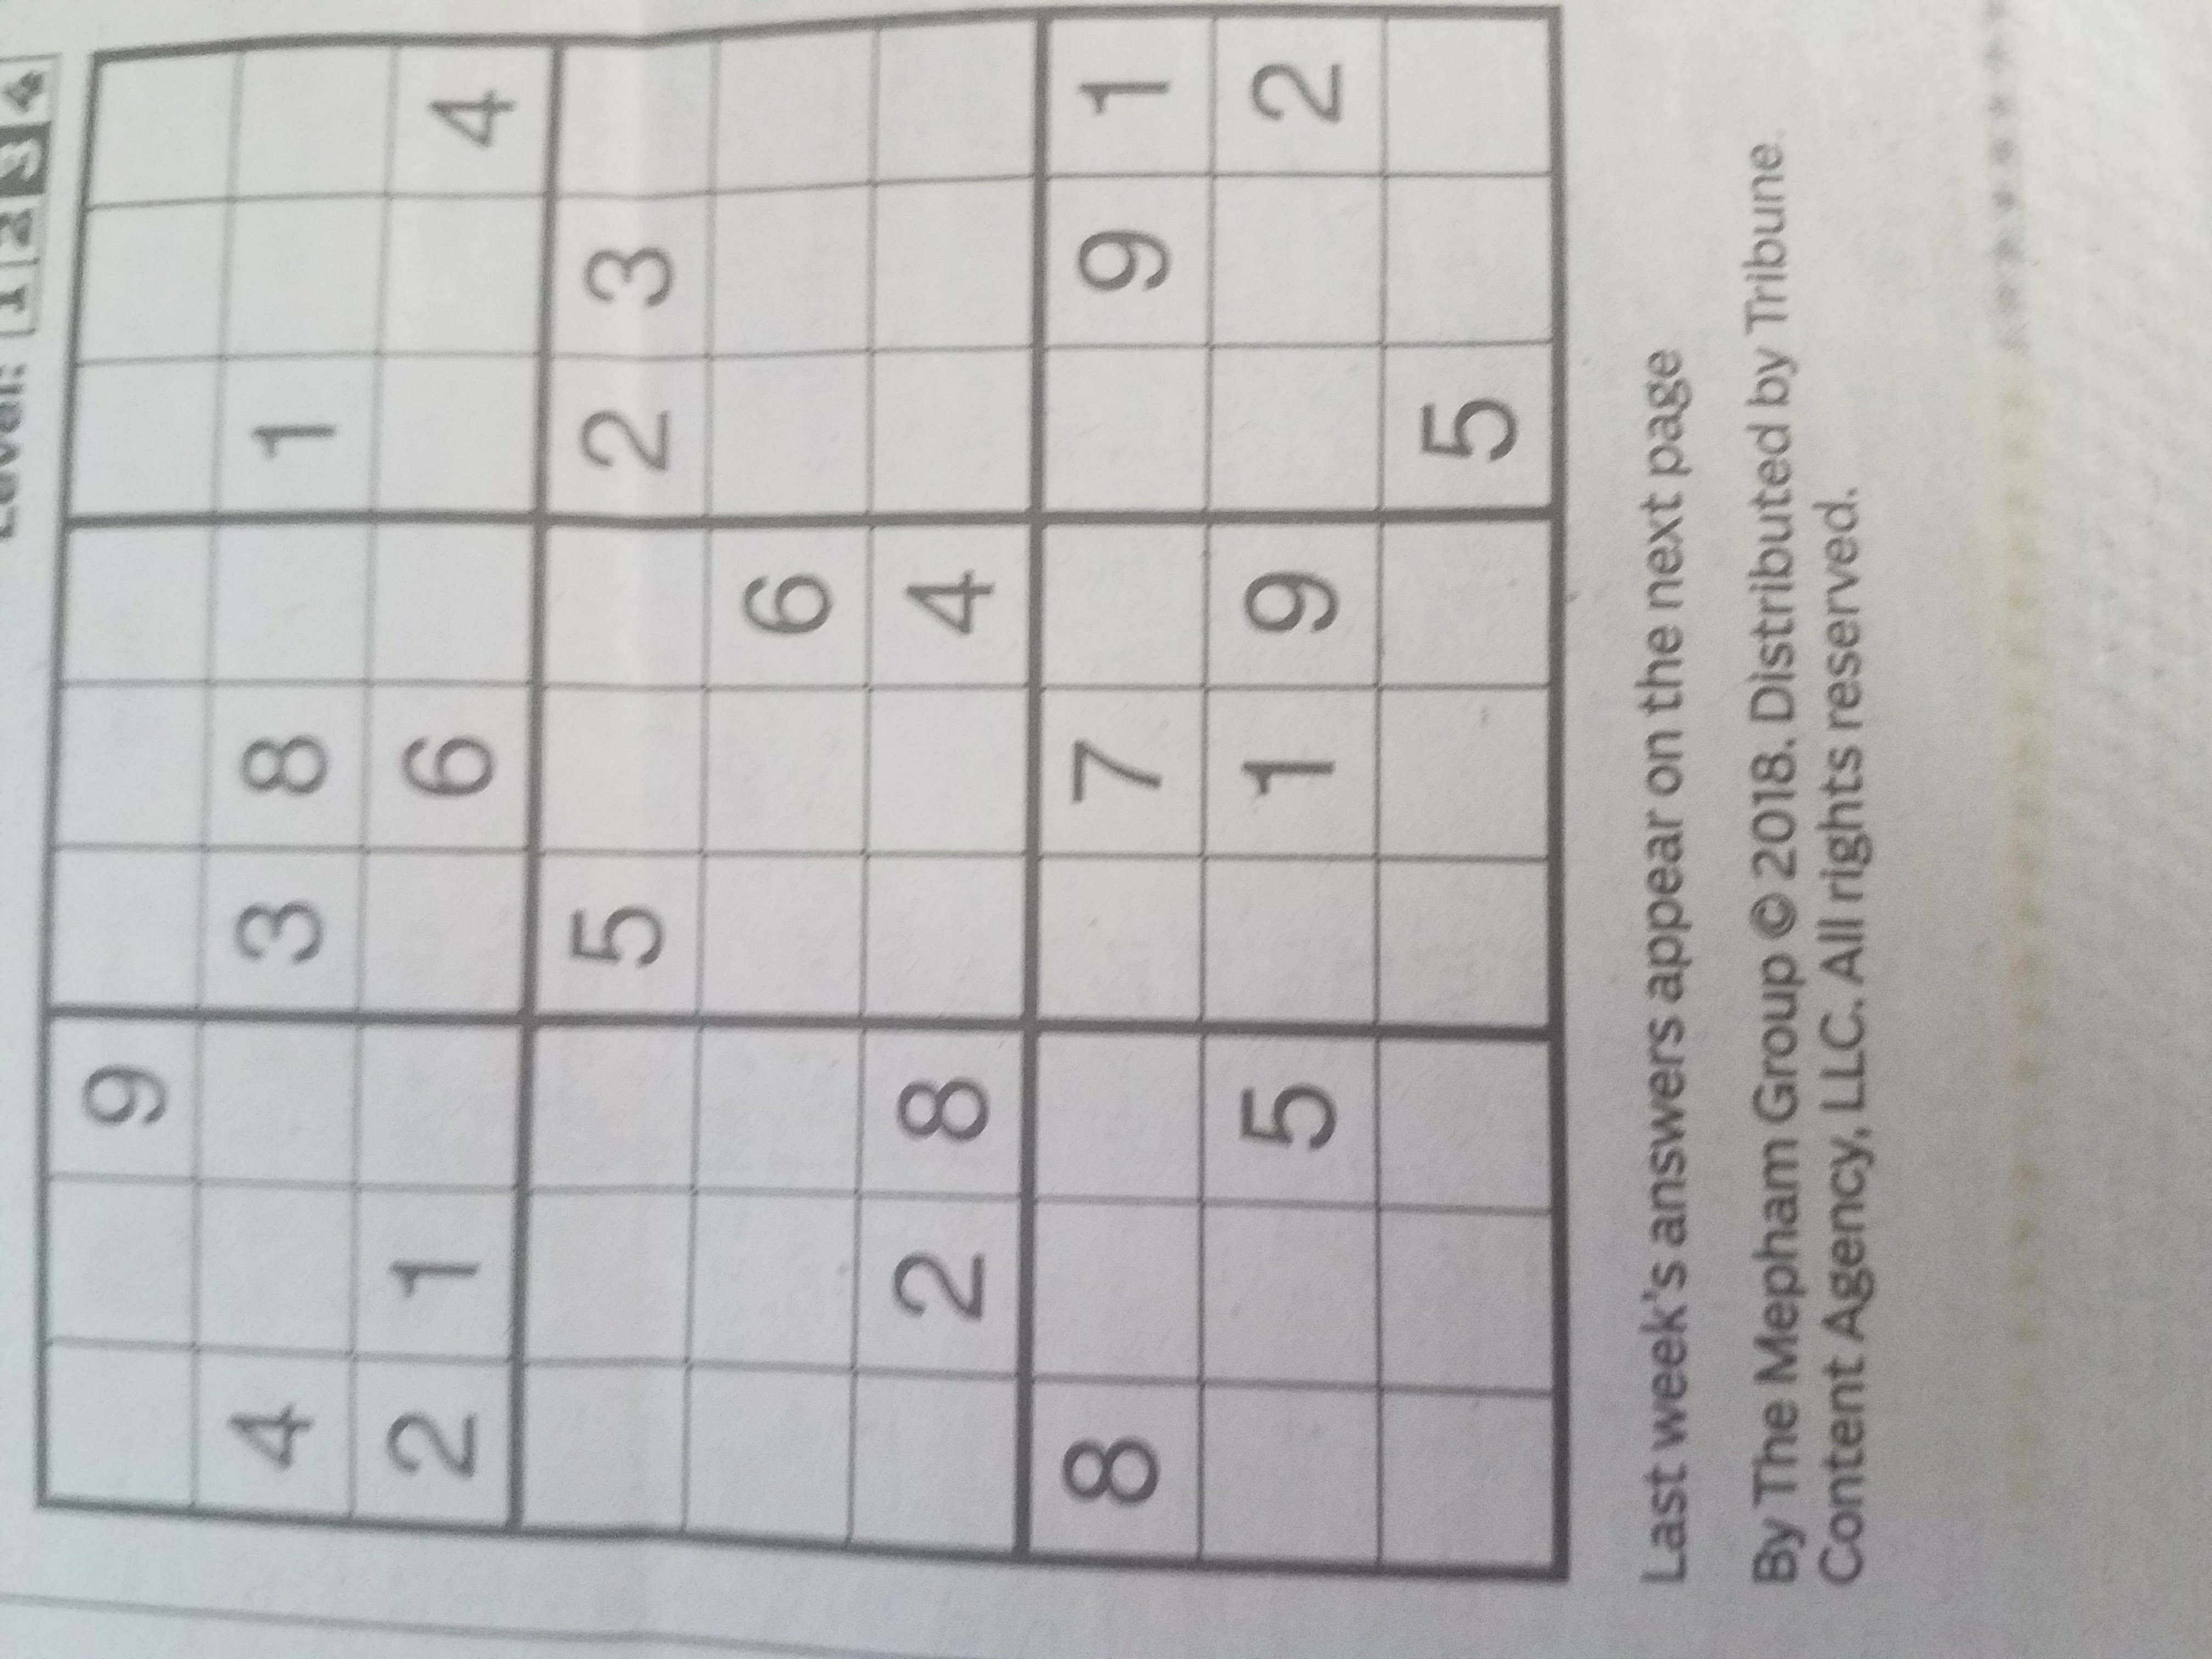 Level: 1 2 3 4
9
4 3 8 1
2 1 6 4
5 2 3
6
2 8 4
8 7 9 1
5 1 9 2
5
Last week's answers appear on the next page
By The Mepham Group © 2018. Distributed by Tribune
Content Agency, LLC. All rights reserved.